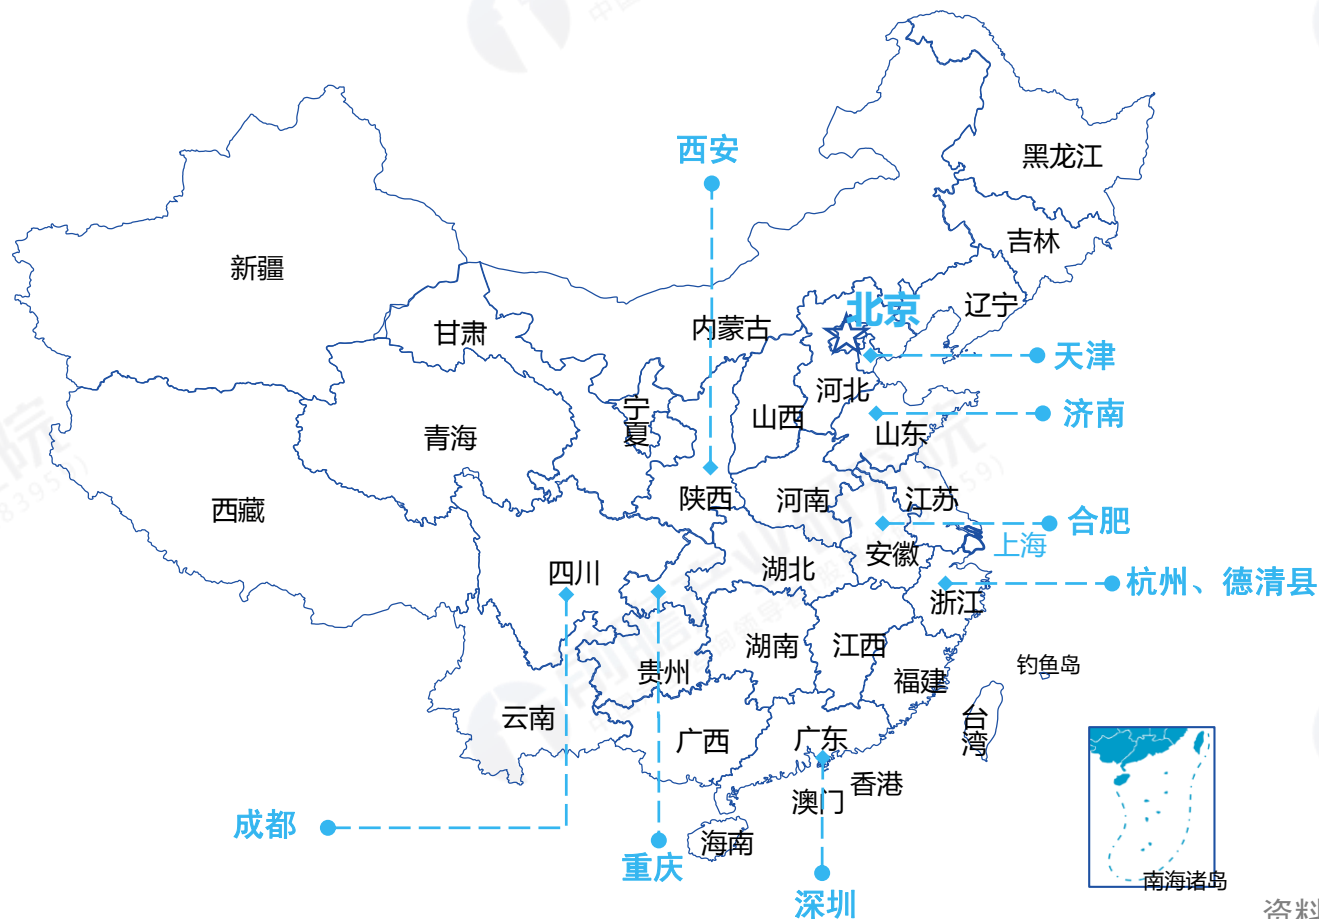 西安
黑龙江
吉林
新疆
辽宁
北京
内蒙古
甘肃
天津
河北
宁夏
山西
济南
青海
山东
西藏
陕西
河南
江苏
合肥
上海
安徽
四川
湖北
杭州、德清县
浙江
湖南
江西
钓鱼岛
贵州
福建
云南
台湾
广西
广东
香港
澳门
成都
海南
重庆
南海诸岛
深圳
资料